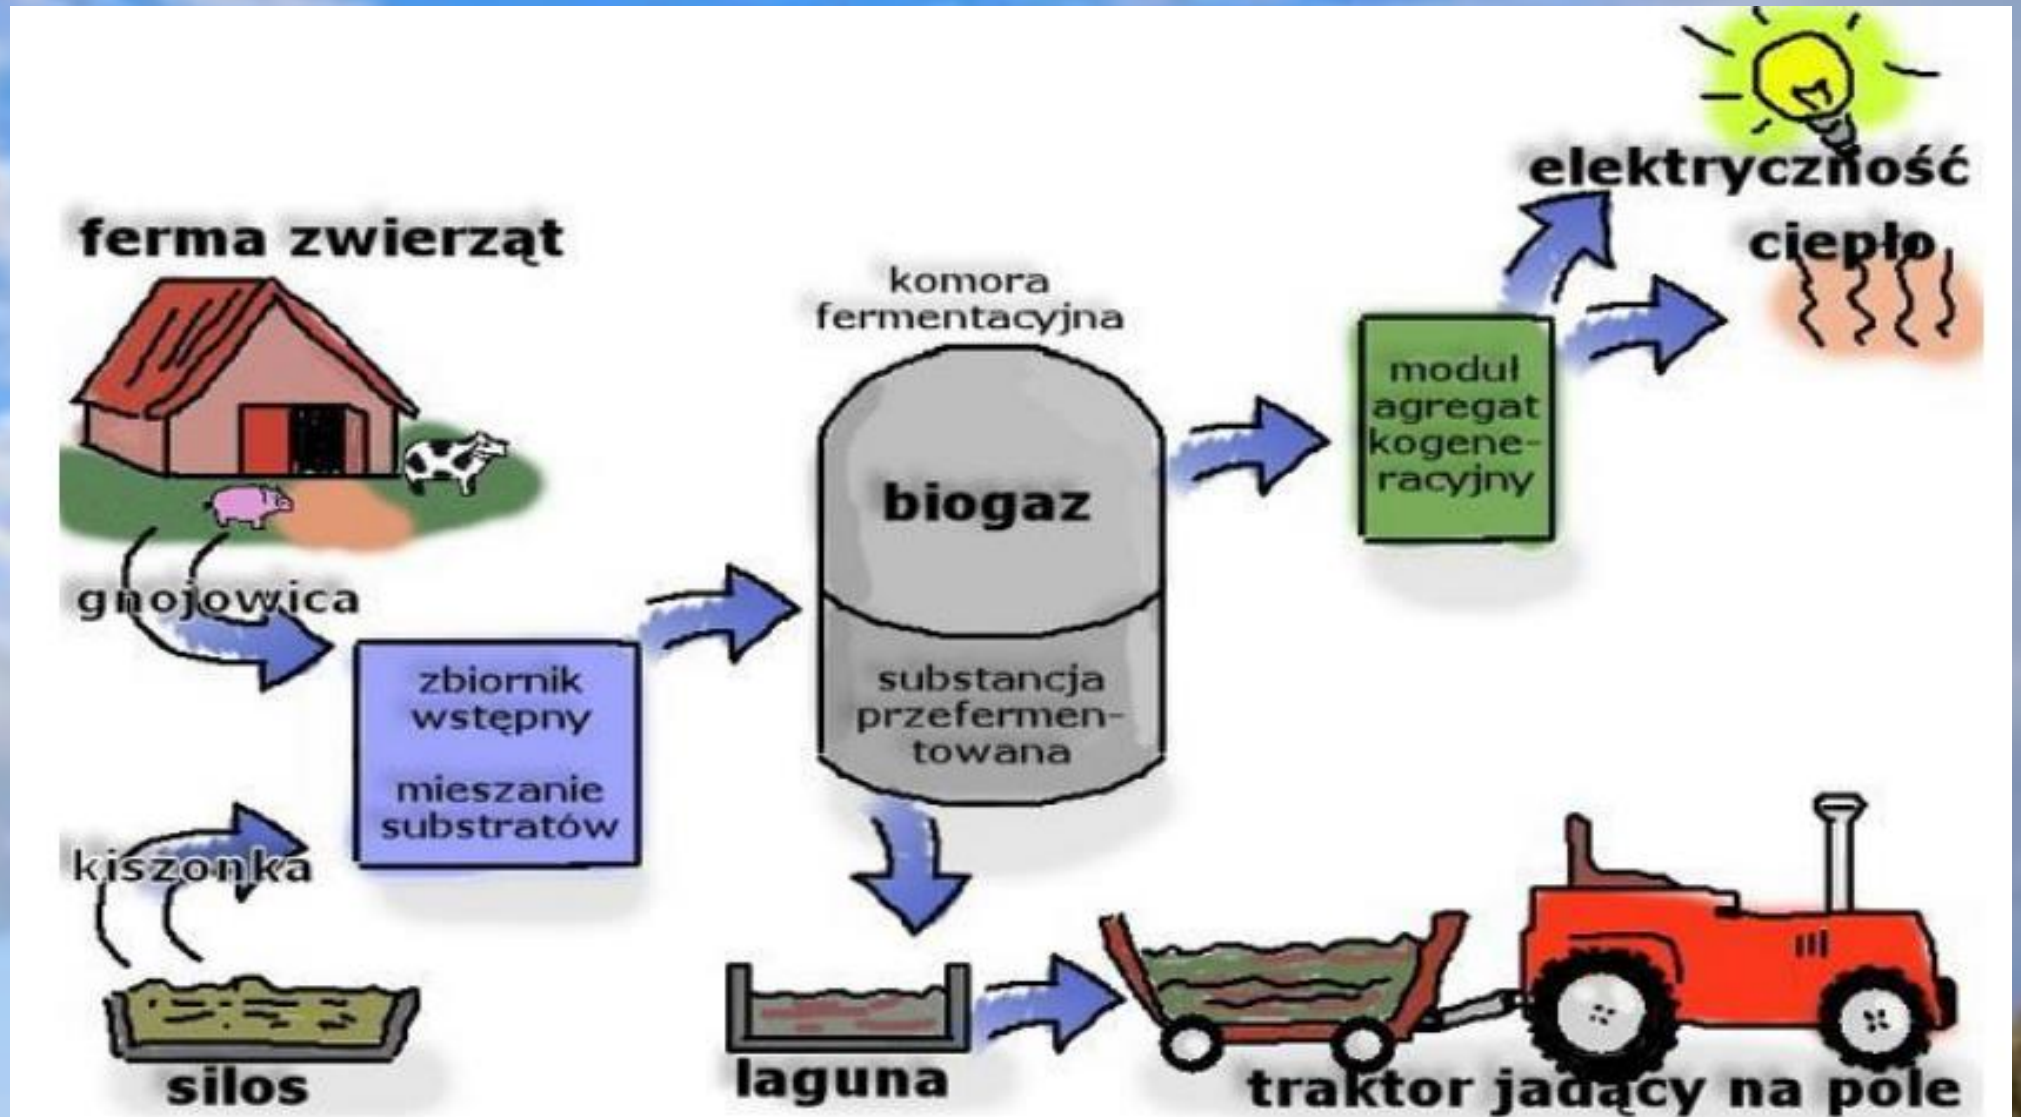 elektryczność
ciepło
ferma zwierząt
komora
fermentacyjna
moduł
agregat
kogene-
racyjny
biogaz
gnojowica
zbiornik
wstępny
mieszanie
substratów
substancja
przefermen-
towana
kiszonka
silos
laguna
traktor jadący na pole